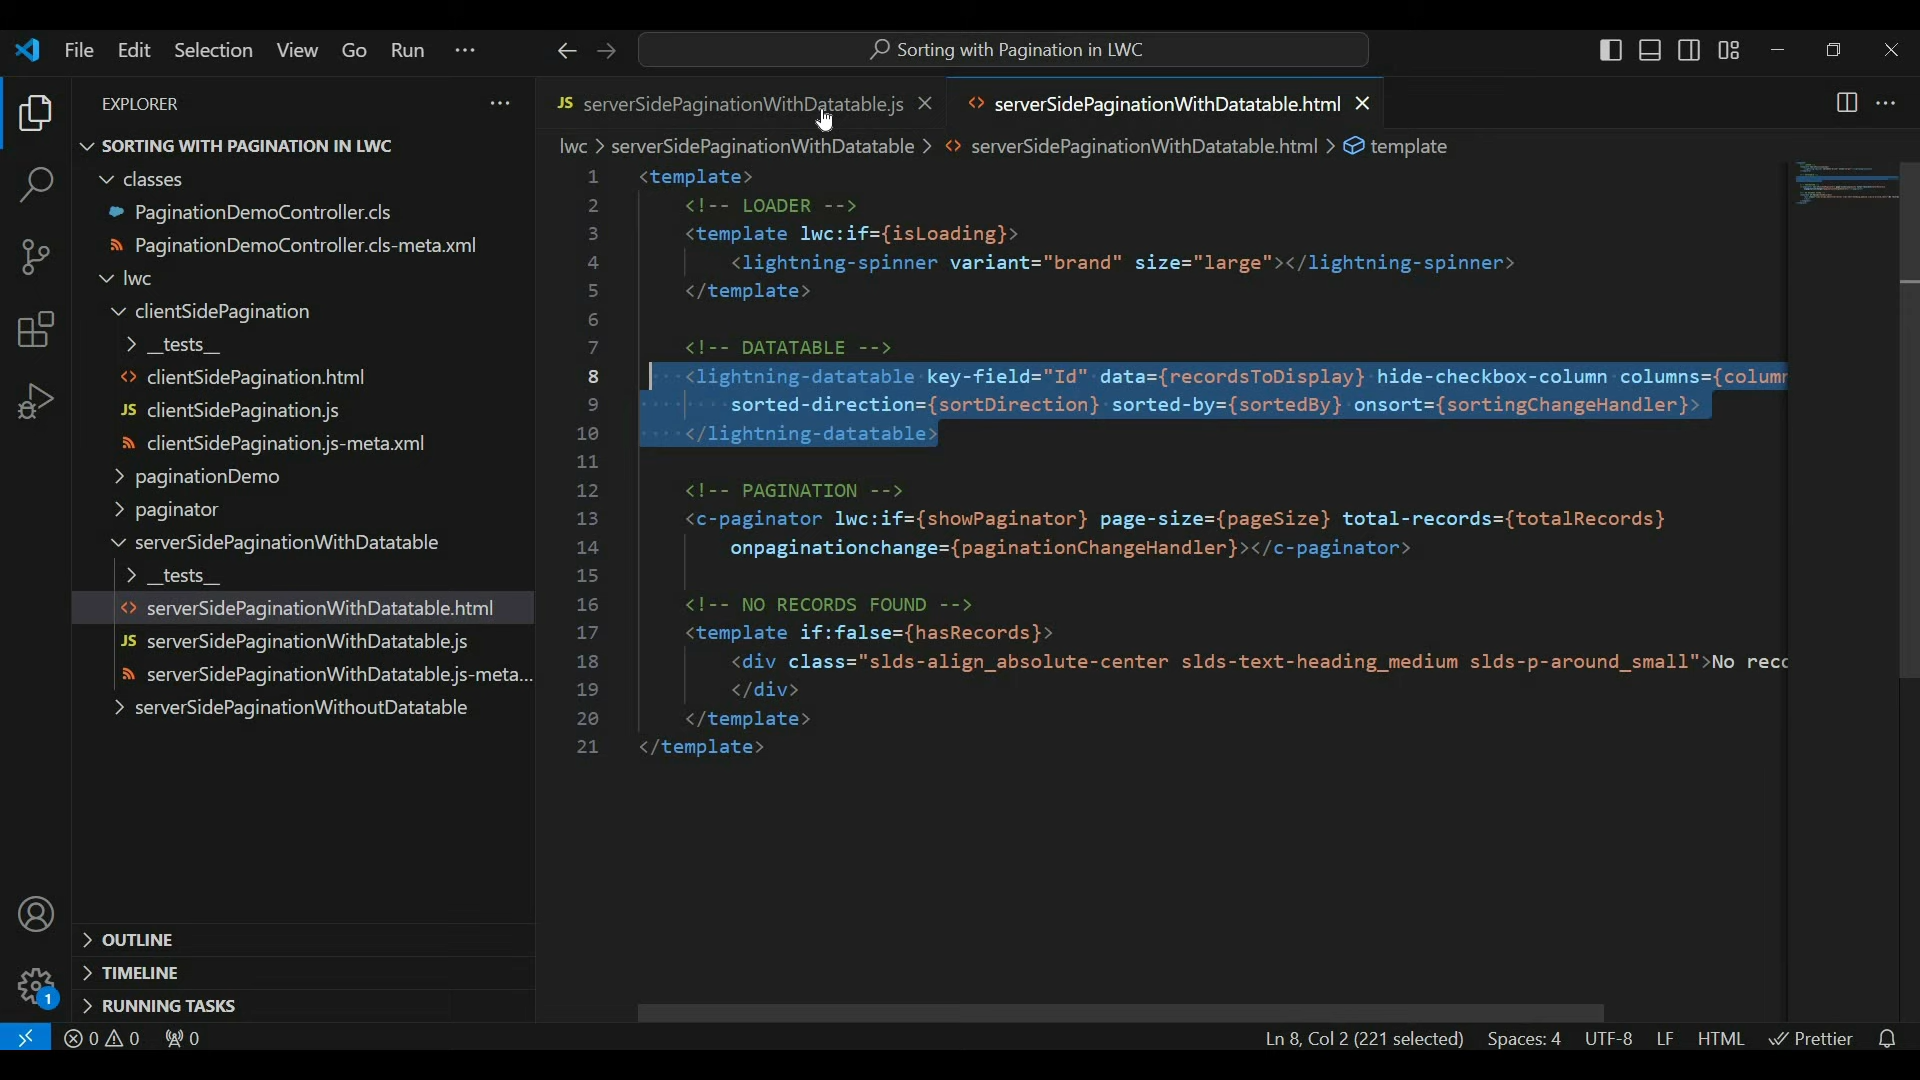 File Edit Selection View Go Run ···
Sorting with Pagination in LWC
EXPLORER
SORTING WITH PAGINATION IN LWC
classes
PaginationDemoController.cls
PaginationDemoController.cls-meta.xml
lwc
clientSidePagination
__tests__
<> clientSidePagination.html
JS clientSidePagination.js
clientSidePagination.js-meta.xml
paginationDemo
paginator
serverSidePaginationWithDatatable
__tests__
<> serverSidePaginationWithDatatable.html
JS serverSidePaginationWithDatatable.js
serverSidePaginationWithDatatable.js-meta...
serverSidePaginationWithoutDatatable
OUTLINE
TIMELINE
RUNNING TASKS
1
JS serverSidePaginationWithDatatable.js
<> serverSidePaginationWithDatatable.html
lwc > serverSidePaginationWithDatatable > <> serverSidePaginationWithDatatable.html > template
1 <template>
2 <!-- LOADER -->
3 <template lwc:if={isLoading}>
4 <lightning-spinner variant="brand" size="large"></lightning-spinner>
5 </template>
6
7 <!-- DATATABLE -->
8 <lightning-datatable key-field="Id" data={recordsToDisplay} hide-checkbox-column columns={colum
9 sorted-direction={sortDirection} sorted-by={sortedBy} onsort={sortingChangeHandler}>
10 </lightning-datatable>
11
12 <!-- PAGINATION -->
13 <c-paginator lwc:if={showPaginator} page-size={pageSize} total-records={totalRecords}
14 onpaginationchange={paginationChangeHandler}></c-paginator>
15
16 <!-- NO RECORDS FOUND -->
17 <template if:false={hasRecords}>
18 <div class="slds-align_absolute-center slds-text-heading_medium slds-p-around_small">No rec
19 </div>
20 </template>
21 </template>
0 0 0
Ln 8, Col 2 (221 selected) Spaces: 4 UTF-8 LF HTML Prettier